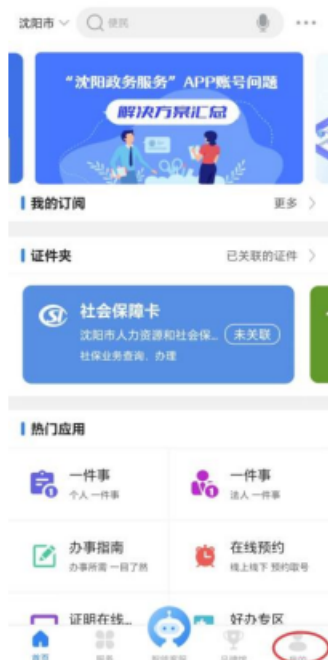 沈阳市
便民
“沈阳政务服务”APP账号问题
解决方案汇总
我的订阅
更多
证件夹
已关联的证件
社会保障卡
沈阳市人力资源和社会保...
未关联
社保业务查询、办理
热门应用
一件事
个人一件事
一件事
法人一件事
办事指南
办事所需 一目了然
在线预约
线上线下 预约取号
证明在线...
好办专区
首页